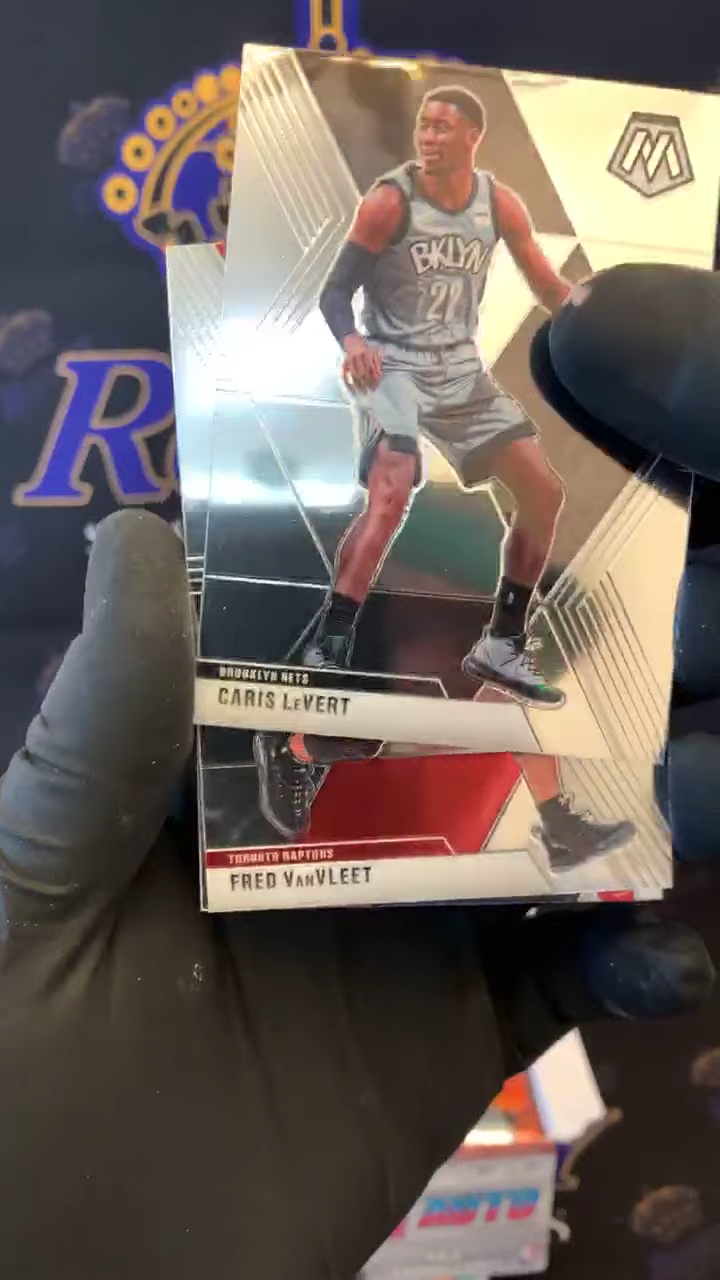 BKLYN
22
BROOKLYN NETS
CARIS LeVERT
TORONTO RAPTORS
FRED VanVLEET